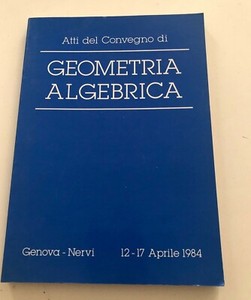 Atti del Convegno di
GEOMETRIA
ALGEBRICA
Genova - Nervi 12-17 Aprile 1984